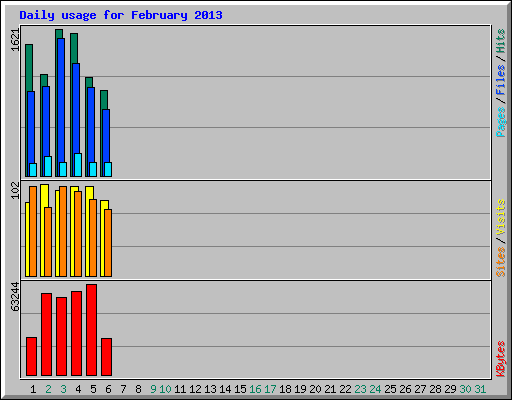 Daily usage for February 2013
1621
Pages/Files/Hits
102
Sites/Visits
63244
KBytes
1 2 3 4 5 6 7 8 9 10 11 12 13 14 15 16 17 18 19 20 21 22 23 24 25 26 27 28 29 30 31